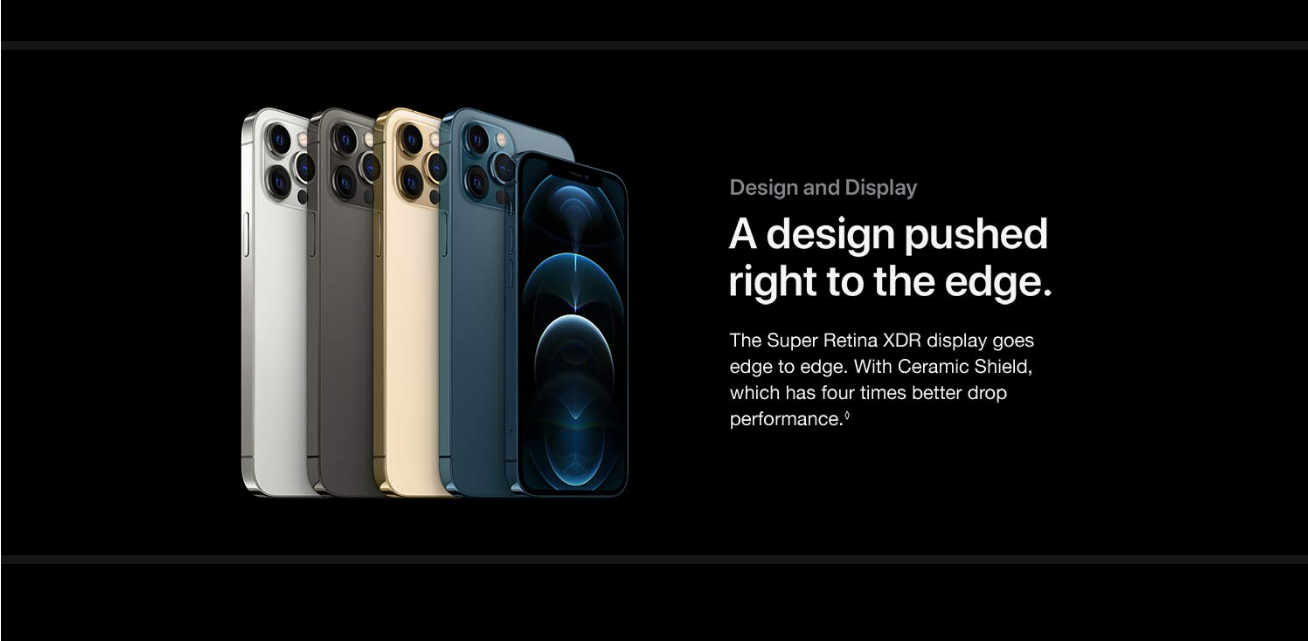 Design and Display
A design pushed
right to the edge.
The Super Retina XDR display goes
edge to edge. With Ceramic Shield,
which has four times better drop
performance.◊